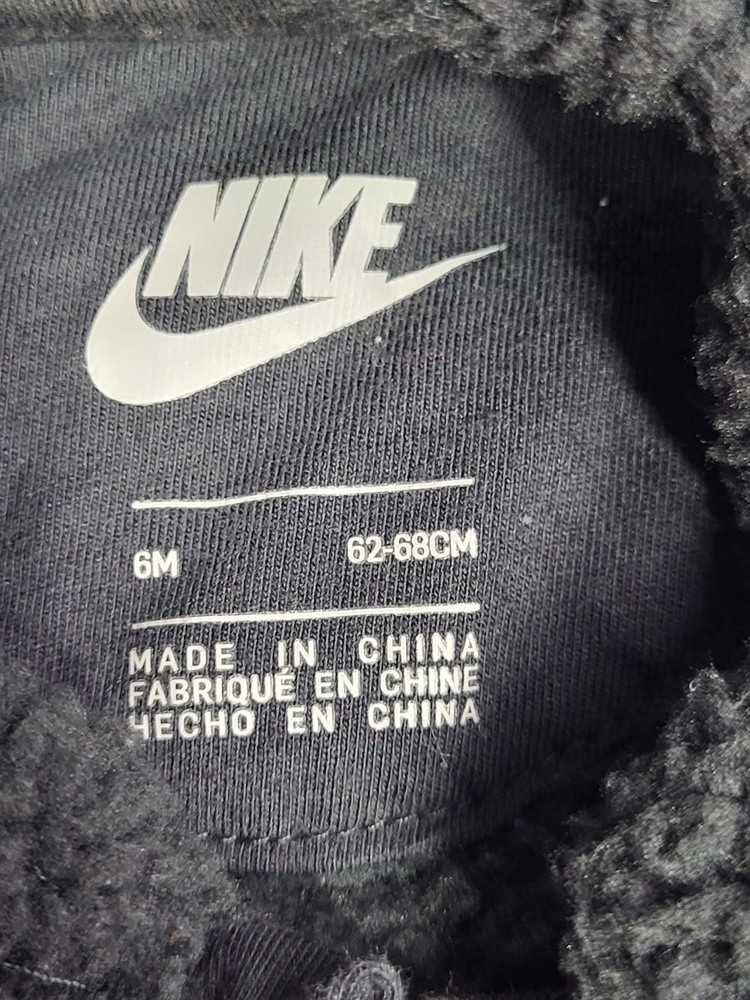 NIKE
6M 62-68CM
MADE IN CHINA
FABRIQUÉ EN CHINE
HECHO EN CHINA